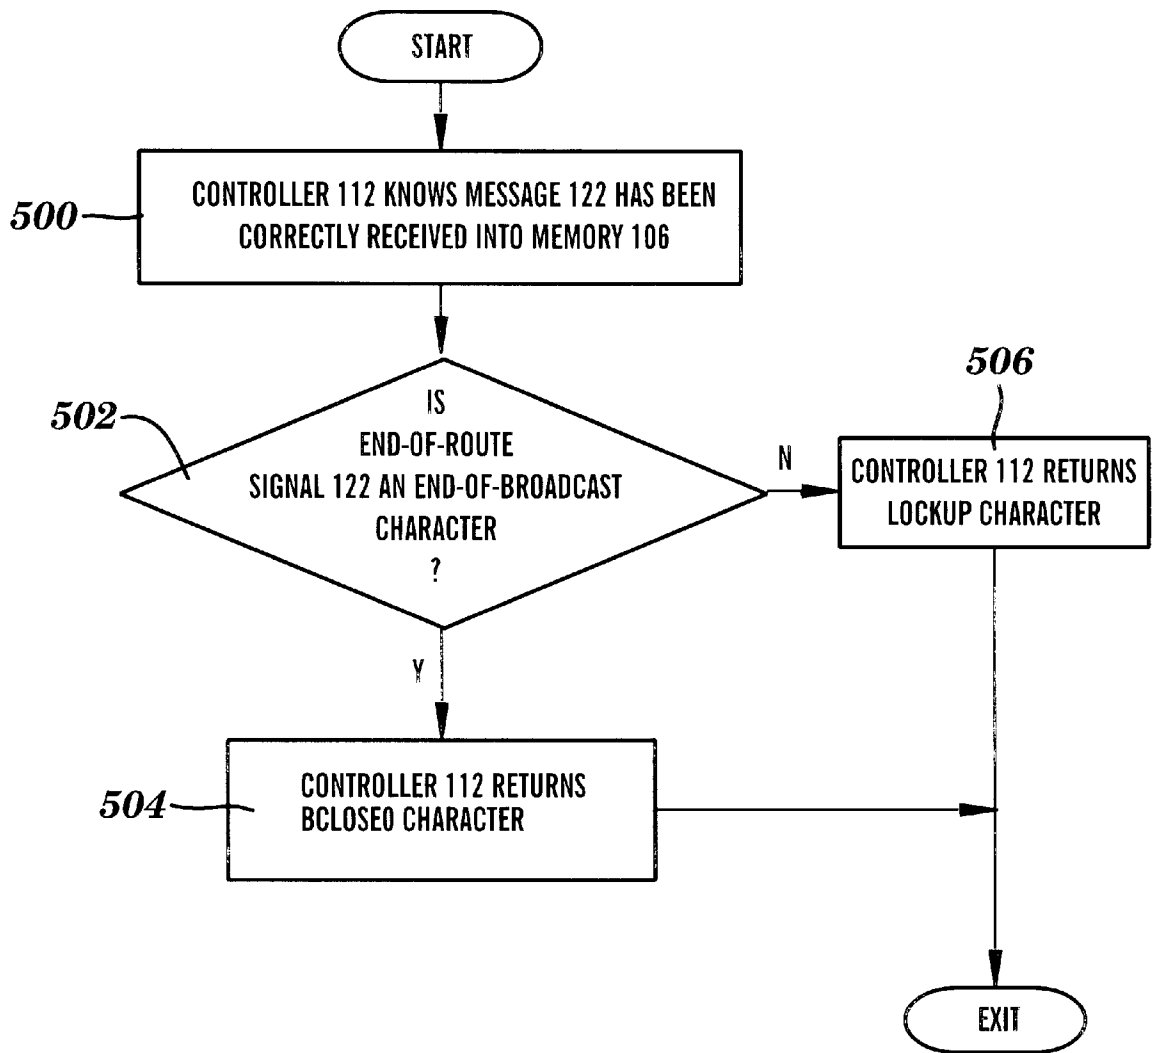 START
500
CONTROLLER 112 KNOWS MESSAGE 122 HAS BEEN
CORRECTLY RECEIVED INTO MEMORY 106
502
IS
END-OF-ROUTE
SIGNAL 122 AN END-OF-BROADCAST
CHARACTER
?
N
506
CONTROLLER 112 RETURNS
LOCKUP CHARACTER
Y
504
CONTROLLER 112 RETURNS
BCLOSE0 CHARACTER
EXIT